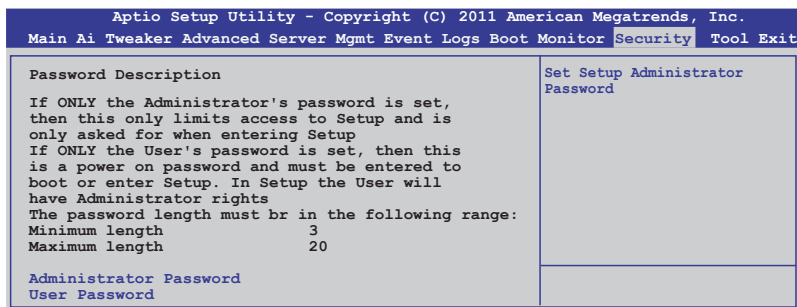 Aptio Setup Utility - Copyright (C) 2011 American Megatrends, Inc.
Main Ai Tweaker Advanced Server Mgmt Event Logs Boot Monitor Security Tool Exit
Password Description
If ONLY the Administrator's password is set,
then this only limits access to Setup and is
only asked for when entering Setup
If ONLY the User's password is set, then this
is a power on password and must be entered to
boot or enter Setup. In Setup the User will
have Administrator rights
The password length must br in the following range:
Minimum length 3
Maximum length 20
Administrator Password
User Password
Set Setup Administrator
Password